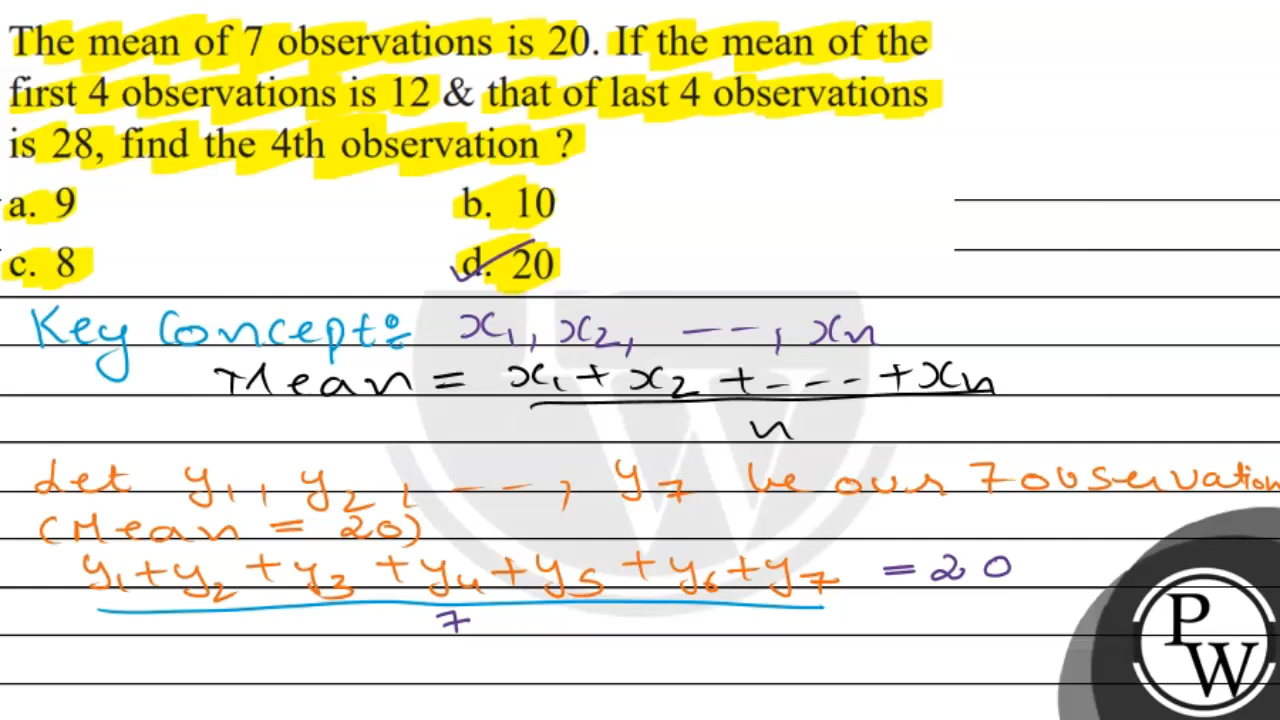 The mean of 7 observations is 20. If the mean of the
first 4 observations is 12 & that of last 4 observations
is 28, find the 4th observation ?
a. 9 b. 10
c. 8 d. 20
Key Concept: x₁, x₂, ---, xₙ
Mean = x₁ + x₂ + --- + xₙ
n
Let y₁, y₂, ---, y₇ be our 7 observation
(Mean = 20)
y₁ + y₂ + y₃ + y₄ + y₅ + y₆ + y₇ = 20
7
P
W